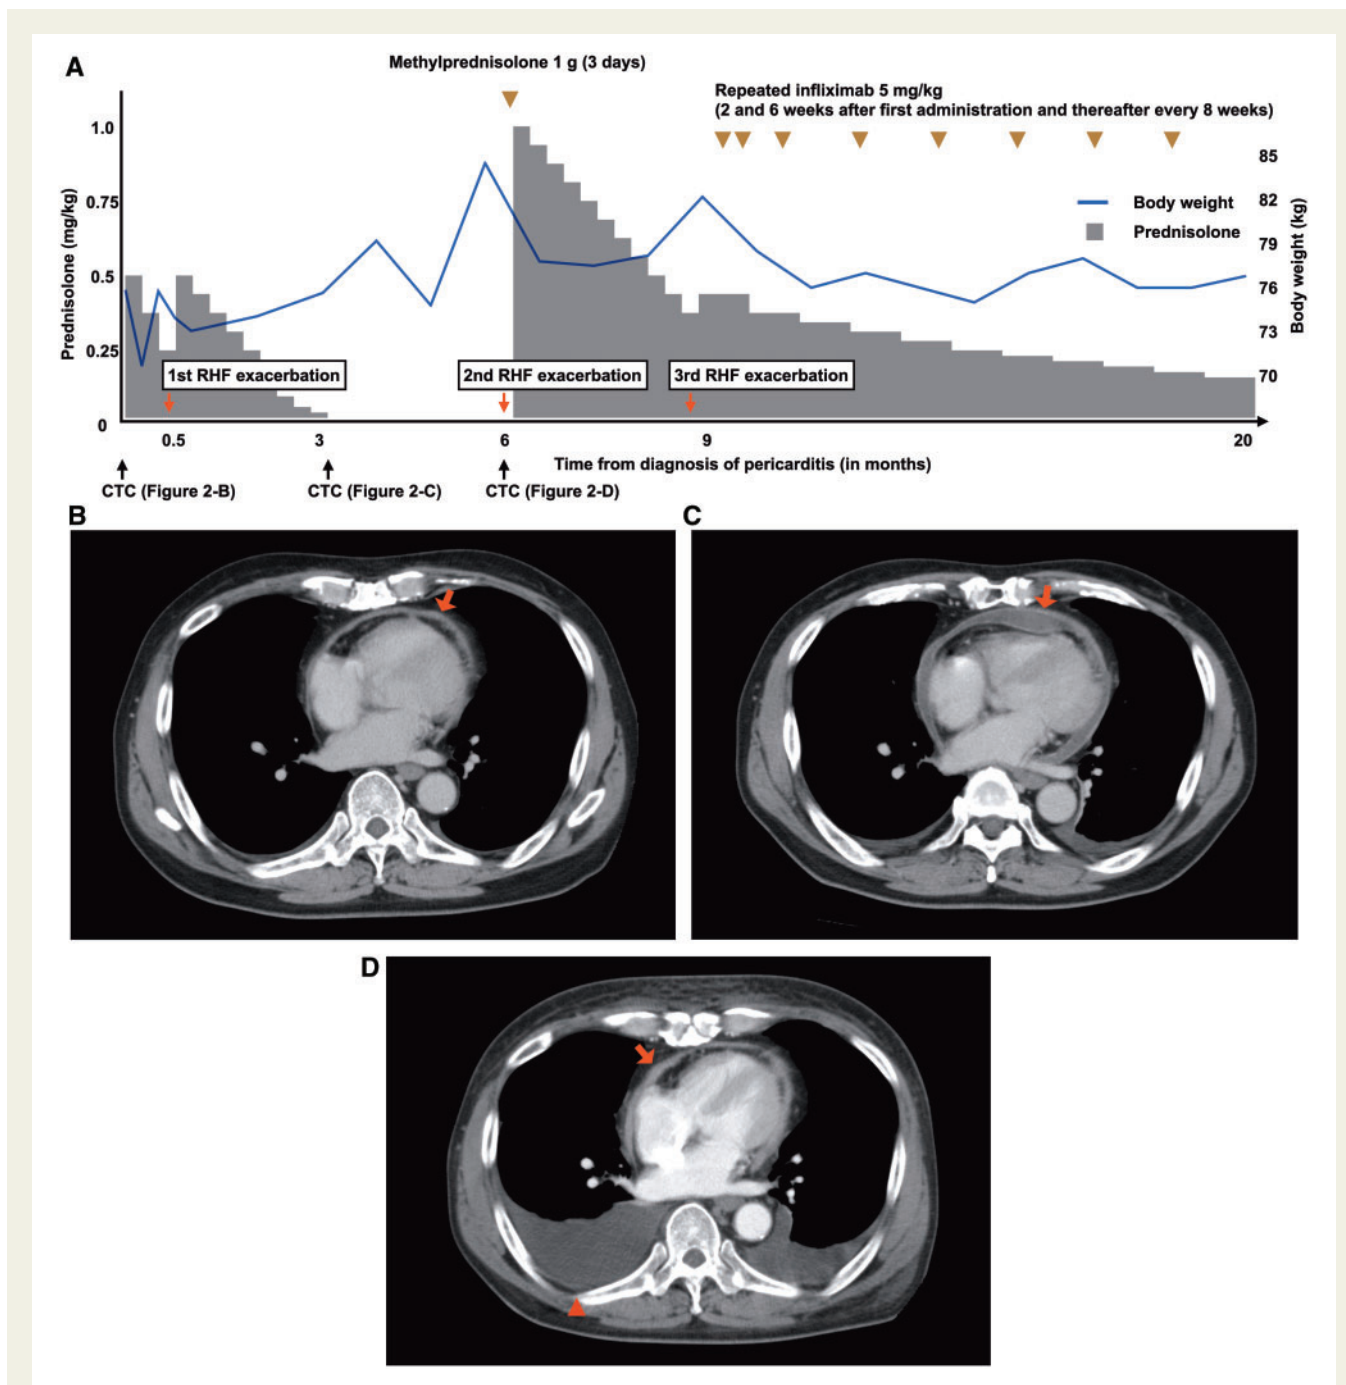 A
Methylprednisolone 1 g (3 days)
Repeated infliximab 5 mg/kg
(2 and 6 weeks after first administration and thereafter every 8 weeks)
Prednisolone (mg/kg)
1.0
0.75
0.5
0.25
0
85
82
79
76
73
70
Body weight (kg)
Body weight
Prednisolone
1st RHF exacerbation
2nd RHF exacerbation
3rd RHF exacerbation
0.5
3
6
9
20
Time from diagnosis of pericarditis (in months)
CTC (Figure 2-B)
CTC (Figure 2-C)
CTC (Figure 2-D)
B
C
D